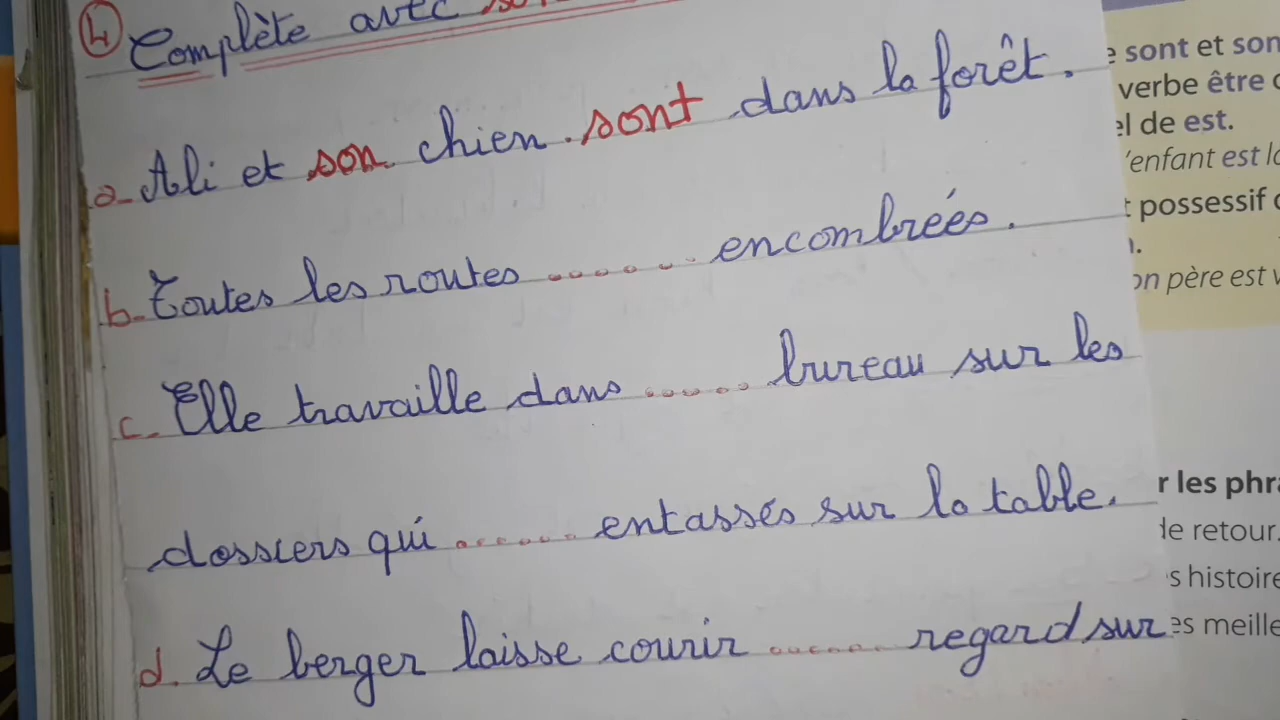 4 Complète avec
a- Ali et son chien sont dans la forêt.
b- Toutes les routes ....... encombrées.
c- Elle travaille dans ...... bureau sur les
dossiers qui ....... entassés sur la table.
d. Le berger laisse courir ....... regard sur
sont et son
verbe être
el de est.
'enfant est
possessif
on père est
r les phr
de retour.
s histoire
es meille